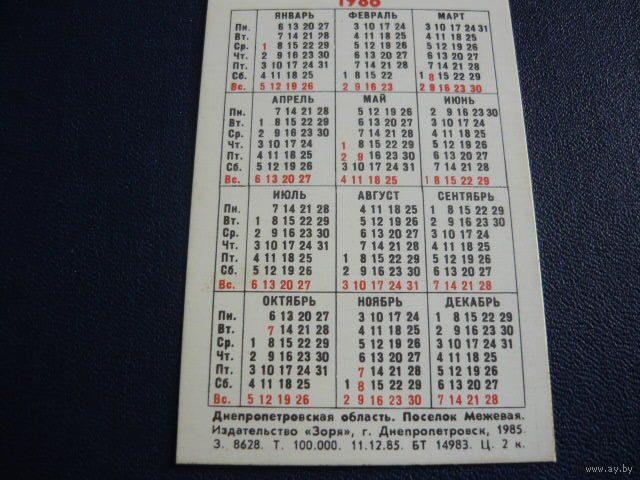 1986
ЯНВАРЬ ФЕВРАЛЬ МАРТ
Пн. 6 13 20 27 3 10 17 24 3 10 17 24 31
Вт. 7 14 21 28 4 11 18 25 4 11 18 25
Ср. 1 8 15 22 29 5 12 19 26 5 12 19 26
Чт. 2 9 16 23 30 6 13 20 27 6 13 20 27
Пт. 3 10 17 24 31 7 14 21 28 7 14 21 28
Сб. 4 11 18 25 1 8 15 22 1 8 15 22 29
Вс. 5 12 19 26 2 9 16 23 2 9 16 23 30
АПРЕЛЬ МАЙ ИЮНЬ
Пн. 7 14 21 28 5 12 19 26 2 9 16 23 30
Вт. 1 8 15 22 29 6 13 20 27 3 10 17 24
Ср. 2 9 16 23 30 7 14 21 28 4 11 18 25
Чт. 3 10 17 24 1 8 15 22 29 5 12 19 26
Пт. 4 11 18 25 2 9 16 23 30 6 13 20 27
Сб. 5 12 19 26 3 10 17 24 31 7 14 21 28
Вс. 6 13 20 27 4 11 18 25 1 8 15 22 29
ИЮЛЬ АВГУСТ СЕНТЯБРЬ
Пн. 7 14 21 28 4 11 18 25 1 8 15 22 29
Вт. 1 8 15 22 29 5 12 19 26 2 9 16 23 30
Ср. 2 9 16 23 30 6 13 20 27 3 10 17 24
Чт. 3 10 17 24 31 7 14 21 28 4 11 18 25
Пт. 4 11 18 25 1 8 15 22 29 5 12 19 26
Сб. 5 12 19 26 2 9 16 23 30 6 13 20 27
Вс. 6 13 20 27 3 10 17 24 31 7 14 21 28
ОКТЯБРЬ НОЯБРЬ ДЕКАБРЬ
Пн. 6 13 20 27 3 10 17 24 1 8 15 22 29
Вт. 7 14 21 28 4 11 18 25 2 9 16 23 30
Ср. 1 8 15 22 29 5 12 19 26 3 10 17 24 31
Чт. 2 9 16 23 30 6 13 20 27 4 11 18 25
Пт. 3 10 17 24 31 7 14 21 28 5 12 19 26
Сб. 4 11 18 25 1 8 15 22 29 6 13 20 27
Вс. 5 12 19 26 2 9 16 23 30 7 14 21 28
Днепропетровская область. Поселок Межевая.
Издательство «Зоря», г. Днепропетровск, 1985.
З. 8628. Т. 100.000. 11.12.85. БТ 14983. Ц. 2 к.
www.ay.by